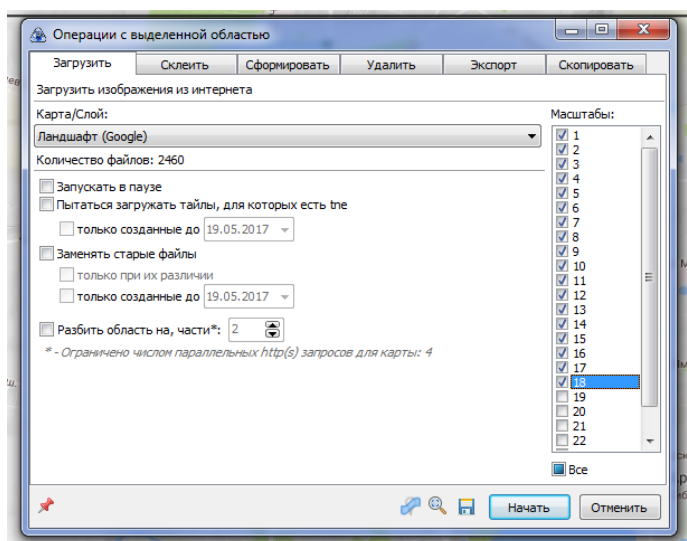 Операции с выделенной областью
Загрузить Склеить Сформировать Удалить Экспорт Скопировать
Загрузить изображения из интернета
Карта/Слой:
Ландшафт (Google)
Количество файлов: 2460
Запускать в паузе
Пытаться загружать тайлы, для которых есть tne
только созданные до 19.05.2017
Заменять старые файлы
только при их различии
только созданные до 19.05.2017
Разбить область на, части*: 2
* - Ограничено числом параллельных http(s) запросов для карты: 4
Масштабы:
1
2
3
4
5
6
7
8
9
10
11
12
13
14
15
16
17
18
19
20
21
22
Все
Начать Отменить